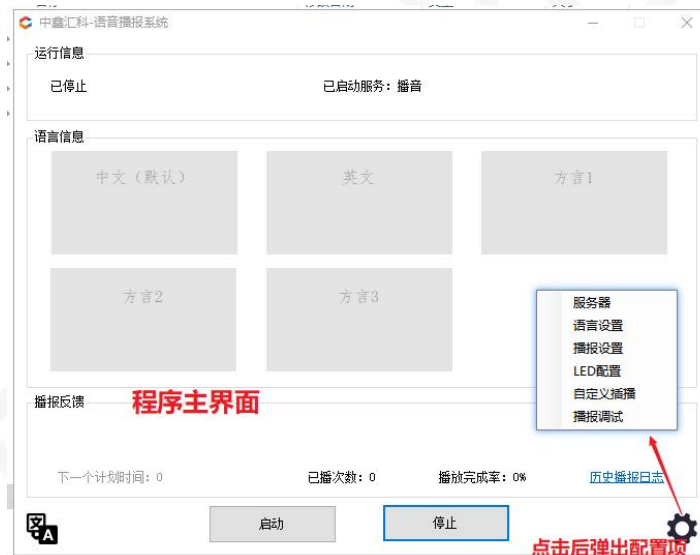 中鑫汇科-语音播报系统
运行信息
已停止
已启动服务：播音
语言信息
中文（默认）
英文
方言1
方言2
方言3
服务器
语言设置
播报设置
LED配置
自定义插播
播报调试
播报反馈
程序主界面
下一个计划时间：0
已播次数：0
播放完成率：0%
历史播报日志
启动
停止
点击后弹出配置项